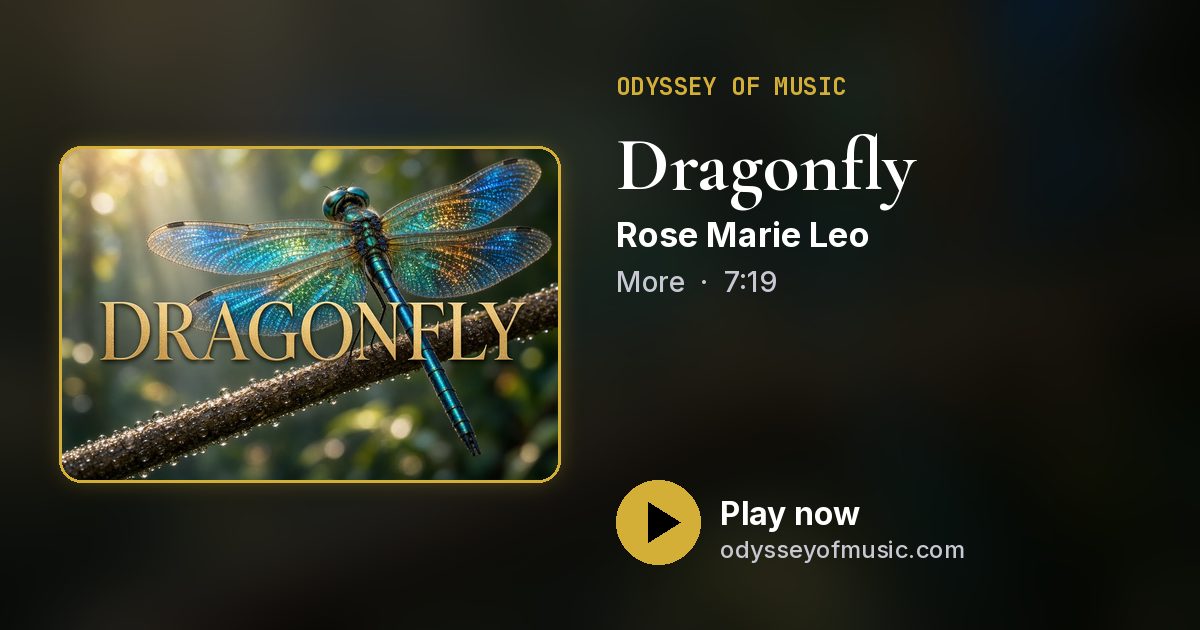 ODYSSEY OF MUSIC
Dragonfly
Rose Marie Leo
More · 7:19
DRAGONFLY
Play now
odysseyofmusic.com